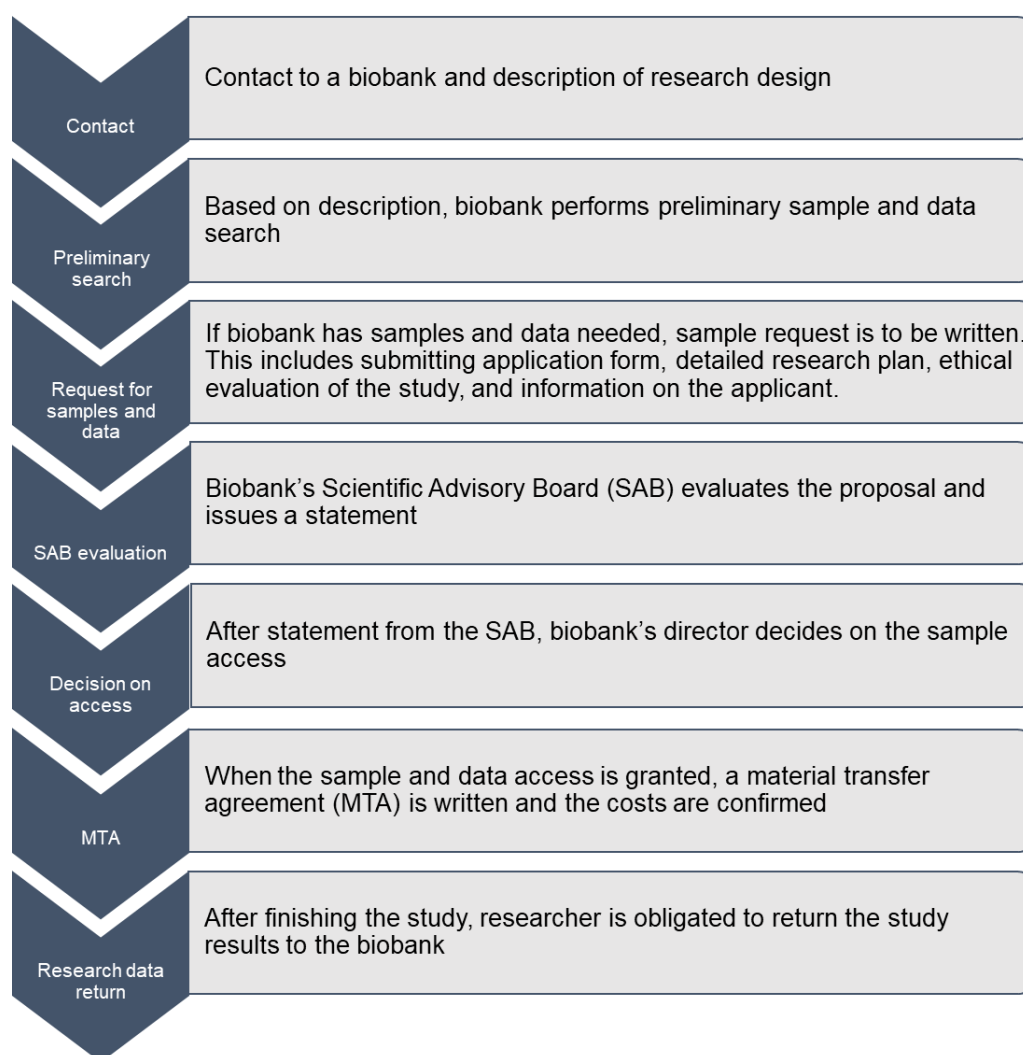 Contact
Contact to a biobank and description of research design
Preliminary
search
Based on description, biobank performs preliminary sample and data
search
Request for
samples and
data
If biobank has samples and data needed, sample request is to be written.
This includes submitting application form, detailed research plan, ethical
evaluation of the study, and information on the applicant.
SAB evaluation
Biobank’s Scientific Advisory Board (SAB) evaluates the proposal and
issues a statement
Decision on
access
After statement from the SAB, biobank’s director decides on the sample
access
MTA
When the sample and data access is granted, a material transfer
agreement (MTA) is written and the costs are confirmed
Research data
return
After finishing the study, researcher is obligated to return the study
results to the biobank